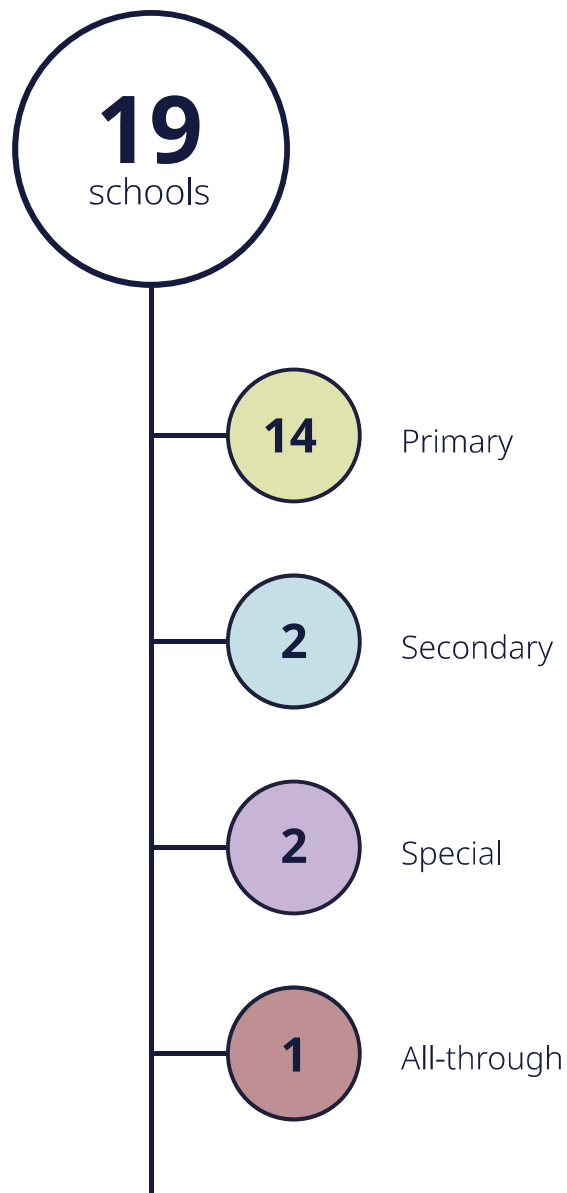 19
schools
14
Primary
2
Secondary
2
Special
1
All-through